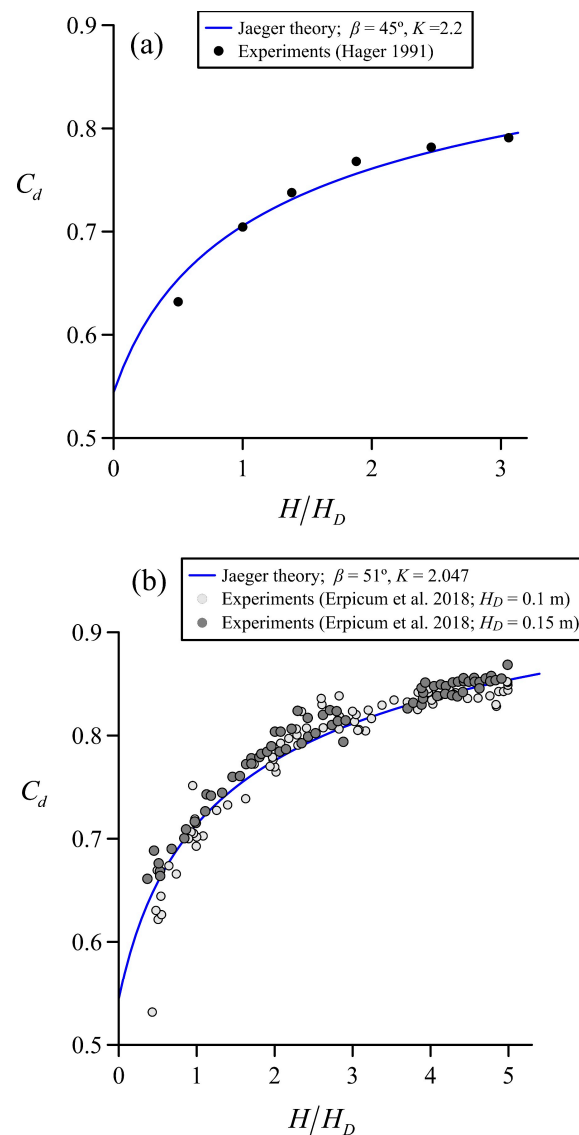 (a)
Jaeger theory; β = 45º, K =2.2
Experiments (Hager 1991)
0.9
0.8
0.7
0.6
0.5
C_d
0 1 2 3
H/H_D
(b)
Jaeger theory; β = 51º, K = 2.047
Experiments (Erpicum et al. 2018; H_D = 0.1 m)
Experiments (Erpicum et al. 2018; H_D = 0.15 m)
0.9
0.8
0.7
0.6
0.5
C_d
0 1 2 3 4 5
H/H_D